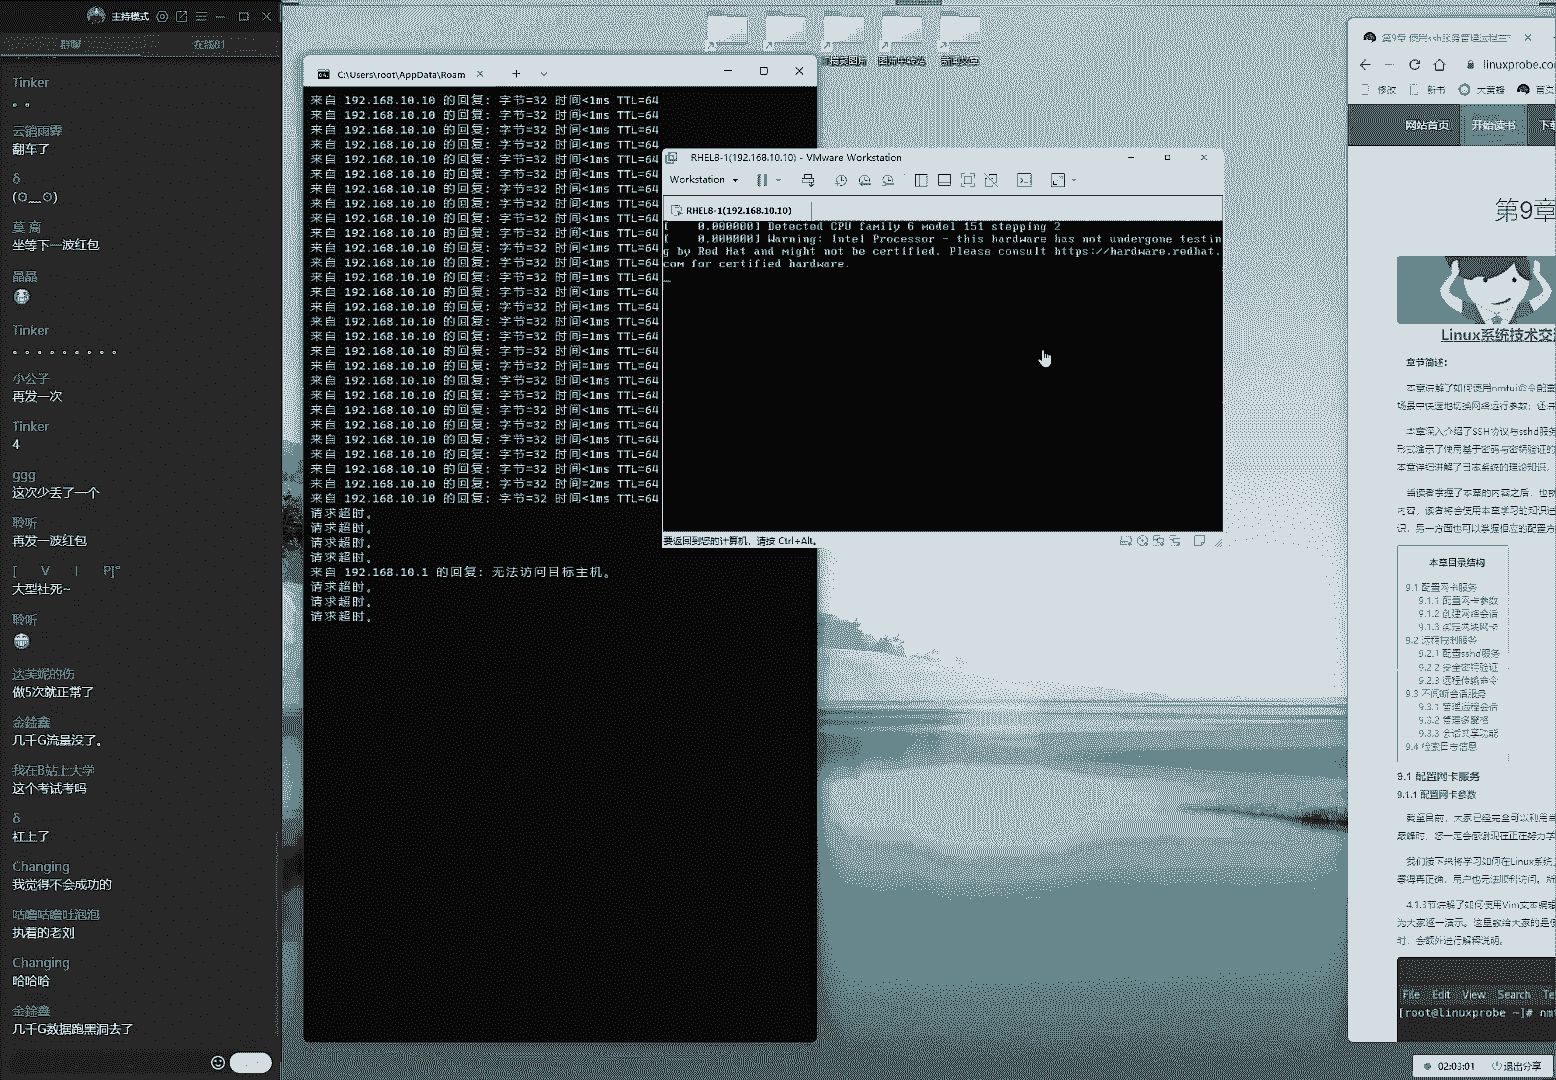 主持模式
群聊
Tinker
。。
云销雨霁
翻车了
δ
(⊙﹏⊙)
莫 离
坐等下一波红包
晶晶
Tinker
。。。。。。。。。
小公子
再发一次
Tinker
4
ggg
这次少丢了一个
聆听
再发一波红包
大型社死~
聆听
达芙妮的伤
做5次就正常了
金鍂鑫
几千G流量没了。
我在B站上大学
这个考试考吗
δ
杠上了
Changing
我觉得不会成功的
咕噜咕噜吐泡泡
执着的老刘
Changing
哈哈哈
金鍂鑫
几千G数据跑黑洞去了
C:\Users\root\AppData\Roam
来自 192.168.10.10 的回复: 字节=32 时间<1ms TTL=64
来自 192.168.10.10 的回复: 字节=32 时间<1ms TTL=64
来自 192.168.10.10 的回复: 字节=32 时间<1ms TTL=64
来自 192.168.10.10 的回复: 字节=32 时间<1ms TTL=64
来自 192.168.10.10 的回复: 字节=32 时间<1ms TTL=64
来自 192.168.10.10 的回复: 字节=32 时间<1ms TTL=64
来自 192.168.10.10 的回复: 字节=32 时间<1ms TTL=64
来自 192.168.10.10 的回复: 字节=32 时间<1ms TTL=64
来自 192.168.10.10 的回复: 字节=32 时间<1ms TTL=64
来自 192.168.10.10 的回复: 字节=32 时间<1ms TTL=64
来自 192.168.10.10 的回复: 字节=32 时间<1ms TTL=64
来自 192.168.10.10 的回复: 字节=32 时间<1ms TTL=64
来自 192.168.10.10 的回复: 字节=32 时间=1ms TTL=64
来自 192.168.10.10 的回复: 字节=32 时间<1ms TTL=64
来自 192.168.10.10 的回复: 字节=32 时间<1ms TTL=64
来自 192.168.10.10 的回复: 字节=32 时间<1ms TTL=64
来自 192.168.10.10 的回复: 字节=32 时间=1ms TTL=64
来自 192.168.10.10 的回复: 字节=32 时间<1ms TTL=64
来自 192.168.10.10 的回复: 字节=32 时间=1ms TTL=64
来自 192.168.10.10 的回复: 字节=32 时间<1ms TTL=64
来自 192.168.10.10 的回复: 字节=32 时间<1ms TTL=64
来自 192.168.10.10 的回复: 字节=32 时间<1ms TTL=64
来自 192.168.10.10 的回复: 字节=32 时间<1ms TTL=64
来自 192.168.10.10 的回复: 字节=32 时间<1ms TTL=64
来自 192.168.10.10 的回复: 字节=32 时间<1ms TTL=64
来自 192.168.10.10 的回复: 字节=32 时间<1ms TTL=64
来自 192.168.10.10 的回复: 字节=32 时间=2ms TTL=64
来自 192.168.10.10 的回复: 字节=32 时间<1ms TTL=64
请求超时。
请求超时。
请求超时。
请求超时。
来自 192.168.10.1 的回复: 无法访问目标主机。
请求超时。
请求超时。
请求超时。
RHEL8-1(192.168.10.10) - VMware Workstation
Workstation
RHEL8-1(192.168.10.10)
[    0.000000] Detected CPU family 6 model 151 stepping 2
[    0.000000] Warning: Intel Processor - this hardware has not undergone testin
g by Red Hat and might not be certified. Please consult https://hardware.redhat.
com for certified hardware.
要返回到您的计算机，请按 Ctrl+Alt。
linuxprobe.co
修改 新书 大黄蜂 首页
网站首页 开始读书 下载
第9章
Linux系统技术交流
章节简述:
本章目录结构
9.1 配置网卡服务
9.1.1 配置网卡参数
9.1.2 创建网络会话
9.1.3 绑定两块网卡
9.2 远程控制服务
9.2.1 配置sshd服务
9.2.2 安全密钥验证
9.2.3 远程传输命令
9.3 不间断会话服务
9.3.1 管理远程会话
9.3.2 管理多窗格
9.3.3 会话共享功能
9.4 检索日志信息
9.1 配置网卡服务
9.1.1 配置网卡参数
File Edit View Search Te
[root@linuxprobe ~]# nmt
02:03:01 退出分享